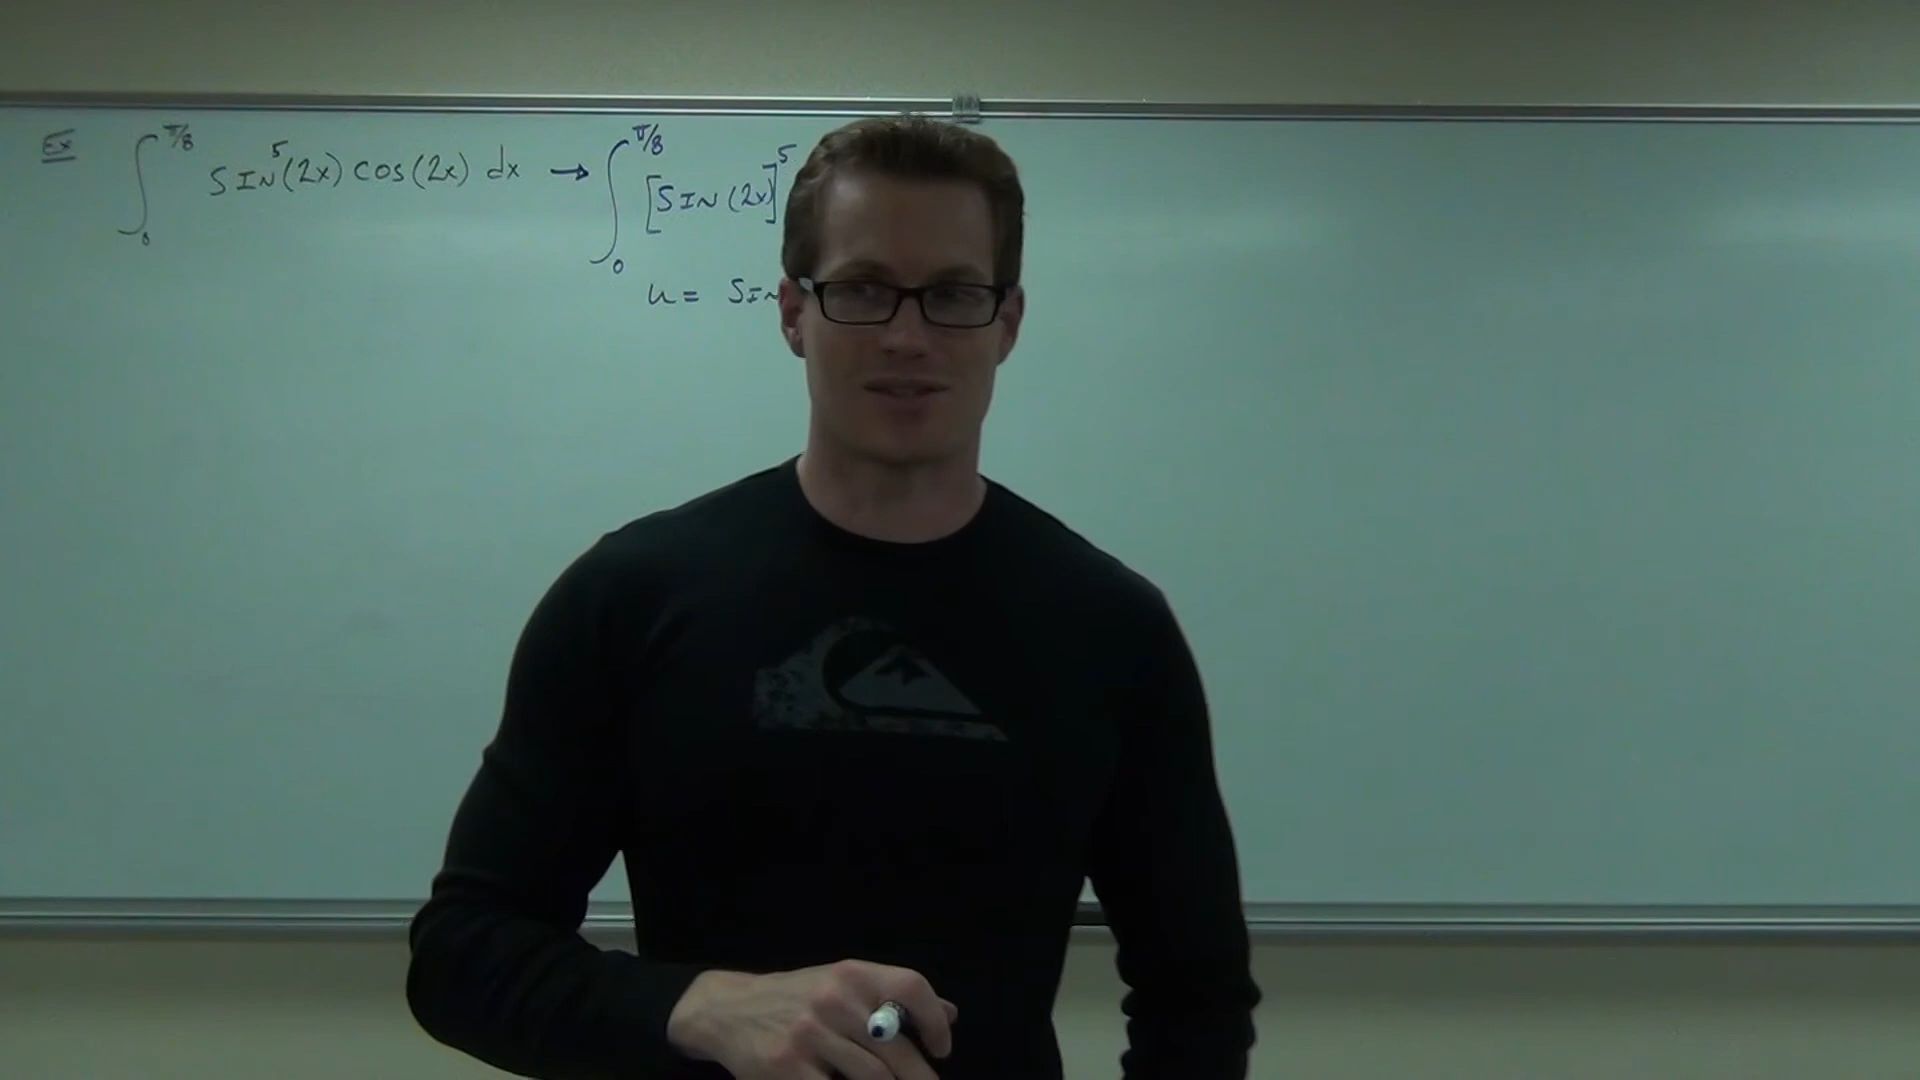 Ex ∫₀^π/8 SIN⁵(2x) cos(2x) dx → ∫₀^π/8 [SIN(2x)]⁵
u = SIN